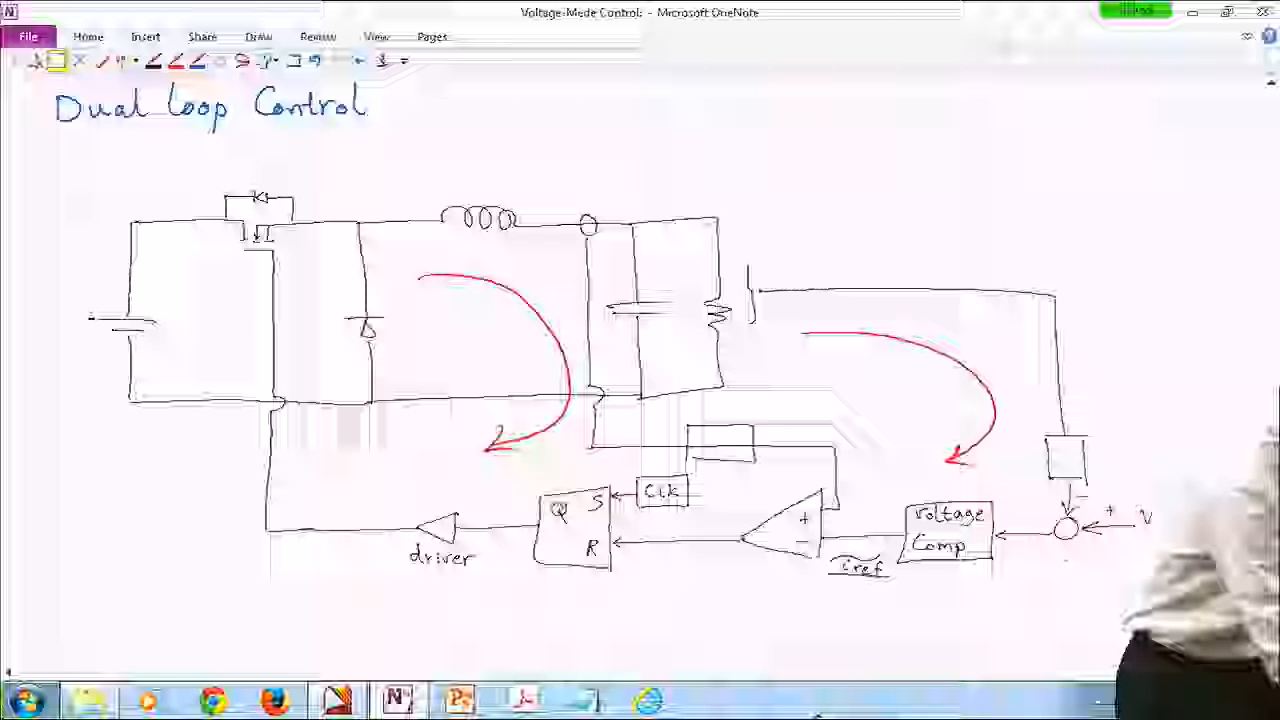 Voltage-Mode Control: - Microsoft OneNote
File Home Insert Share Draw Review View Pages
Dual Loop Control
+
-
V
Q S Clk
R
+
-
voltage
Comp
iref
driver